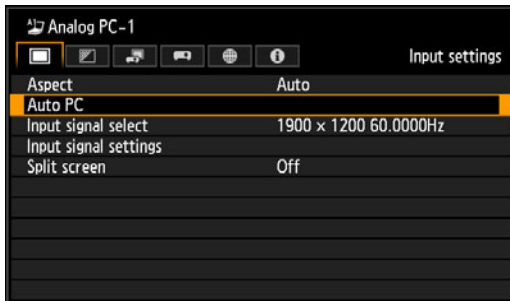 Analog PC-1
Input settings
Aspect Auto
Auto PC
Input signal select 1900 × 1200 60.0000Hz
Input signal settings
Split screen Off